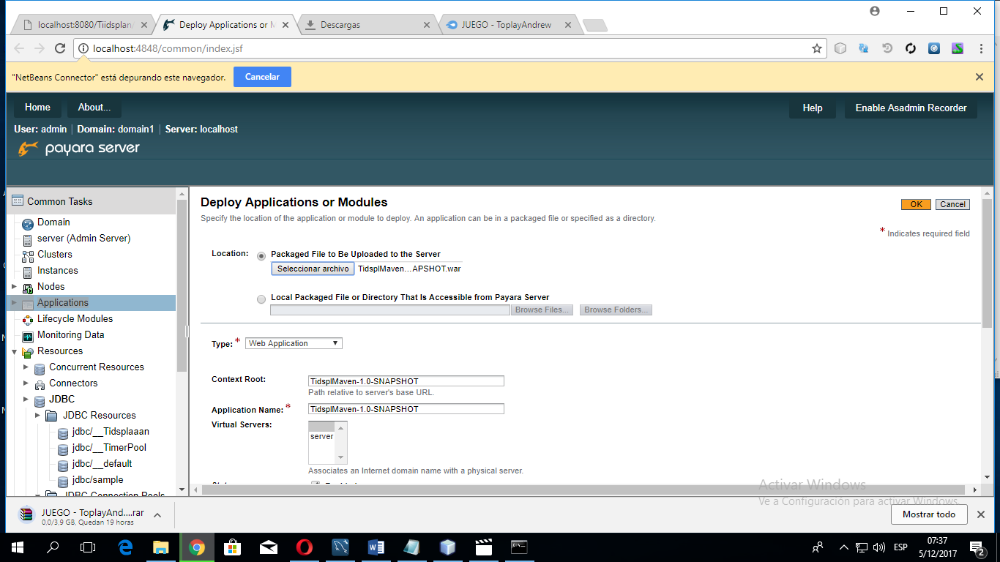 localhost:8080/Tiidsplan
Deploy Applications or M
Descargas
JUEGO - ToplayAndrew
localhost:4848/common/index.jsf
"NetBeans Connector" está depurando este navegador.
Cancelar
Home
About...
Help
Enable Asadmin Recorder
User: admin | Domain: domain1 | Server: localhost
payara server
Common Tasks
Domain
server (Admin Server)
Clusters
Instances
Nodes
Applications
Lifecycle Modules
Monitoring Data
Resources
Concurrent Resources
Connectors
JDBC
JDBC Resources
jdbc/__Tidsplaaan
jdbc/__TimerPool
jdbc/__default
jdbc/sample
JDBC Connection Pools
Deploy Applications or Modules
OK
Cancel
Specify the location of the application or module to deploy. An application can be in a packaged file or specified as a directory.
* Indicates required field
Location:
Packaged File to Be Uploaded to the Server
Seleccionar archivo
TidsplMaven...APSHOT.war
Local Packaged File or Directory That Is Accessible from Payara Server
Browse Files...
Browse Folders...
Type: *
Web Application
Context Root:
TidsplMaven-1.0-SNAPSHOT
Path relative to server's base URL.
Application Name: *
TidsplMaven-1.0-SNAPSHOT
Virtual Servers:
server
Associates an Internet domain name with a physical server.
Activar Windows
Ve a Configuración para activar Windows.
JUEGO - ToplayAnd....rar
0,0/3,9 GB, Quedan 19 horas
Mostrar todo
ESP
07:37
5/12/2017
2